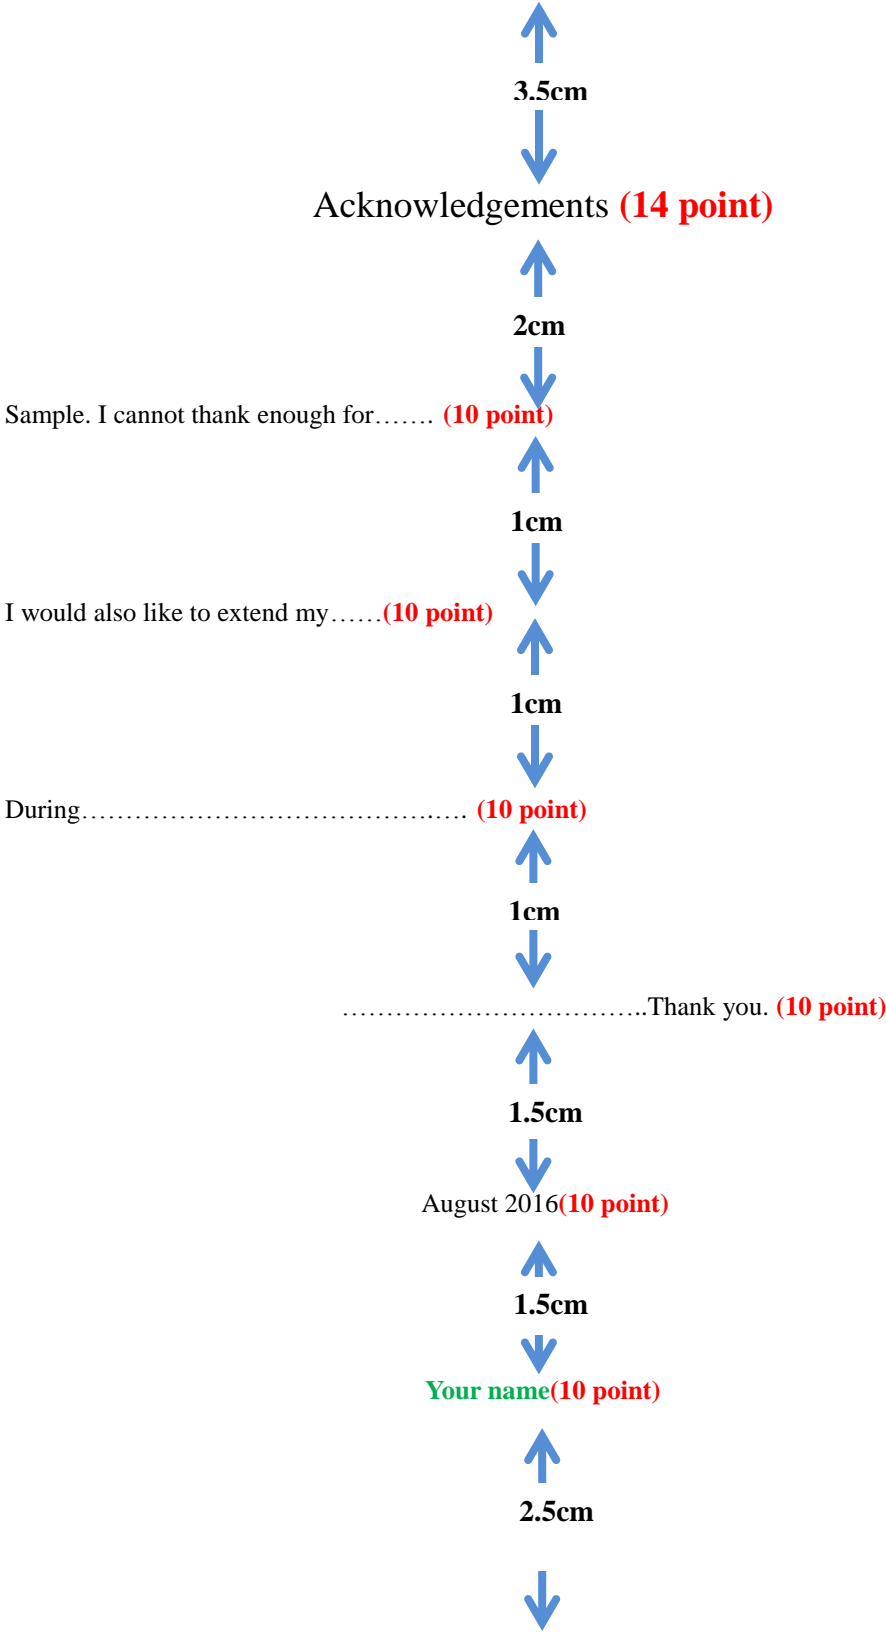 3.5cm
Acknowledgements (14 point)
2cm
Sample. I cannot thank enough for……. (10 point)
1cm
I would also like to extend my……(10 point)
1cm
During………………………………….…. (10 point)
1cm
……………………………..Thank you. (10 point)
1.5cm
August 2016(10 point)
1.5cm
Your name(10 point)
2.5cm